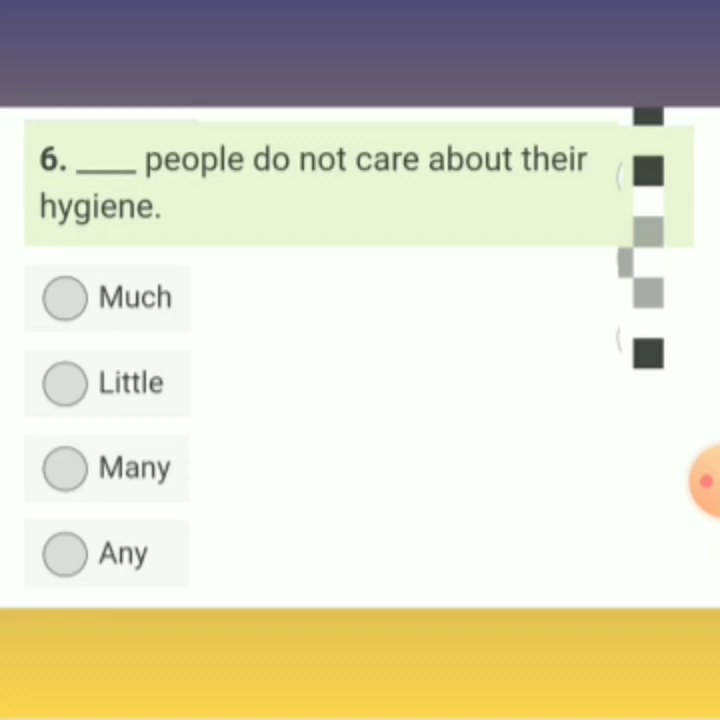 6. ____ people do not care about their
hygiene.
Much
Little
Many
Any